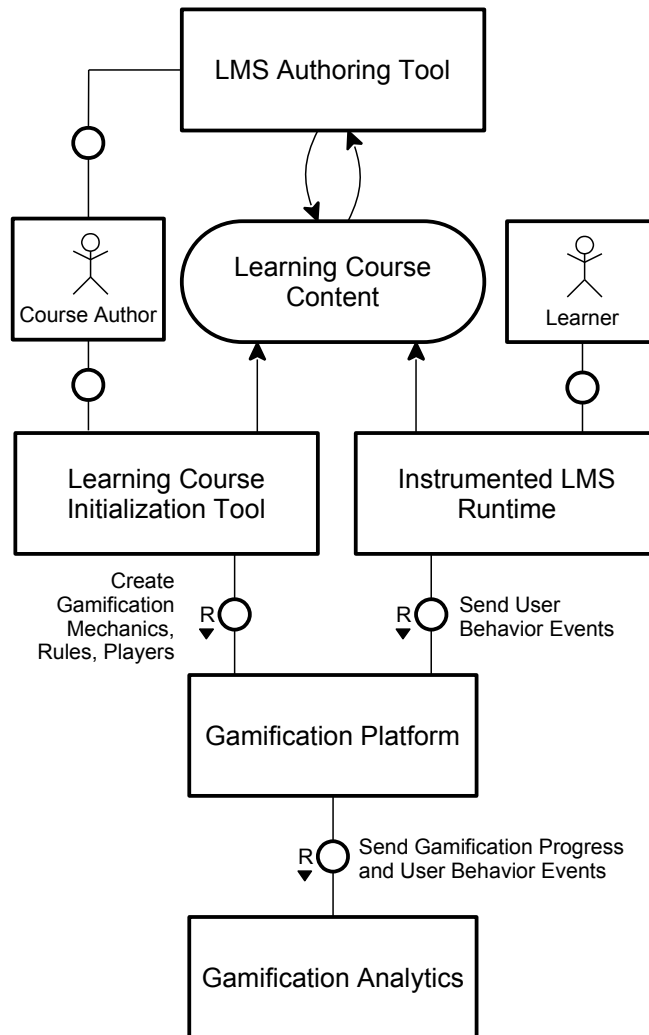 LMS Authoring Tool
Learning Course
Content
Course Author
Learner
Learning Course
Initialization Tool
Instrumented LMS
Runtime
Create
Gamification
Mechanics,
Rules, Players
R
R
Send User
Behavior Events
Gamification Platform
R
Send Gamification Progress
and User Behavior Events
Gamification Analytics